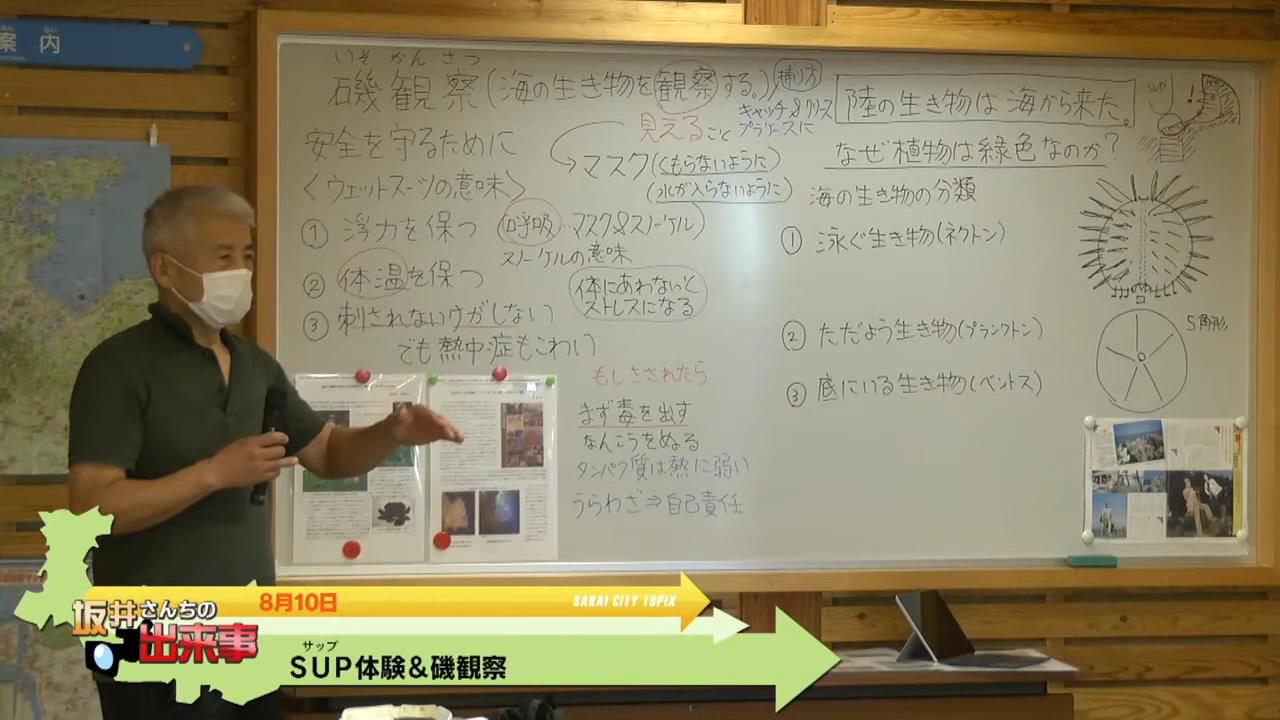 案内
いそ かん さつ
磯観察(海の生き物を観察する。)
捕り方
キャッチ&リリース
プラケースに
見えること
安全を守るために
マスク(くもらないように)
(水が入らないように)
〈ウェットスーツの意味〉
① 浮力を保つ
呼吸…マスク&スノーケル)
スノーケルの意味
② 体温を保つ
体にあわないと
ストレスになる
③ 刺されないケガしない
でも熱中症もこわい
もしさされたら
まず毒を出す
なんこうをぬる
タンパク質は熱に弱い
うらわざ⇒自己責任
陸の生き物は海から来た。
SUP
なぜ植物は緑色なのか?
海の生き物の分類
① 泳ぐ生き物(ネクトン)
② ただよう生き物(プランクトン)
③ 底にいる生き物(ベントス)
5角形
坂井さんちの
出来事
8月10日
SAKAI CITY TOPIX
サップ
SUP体験&磯観察